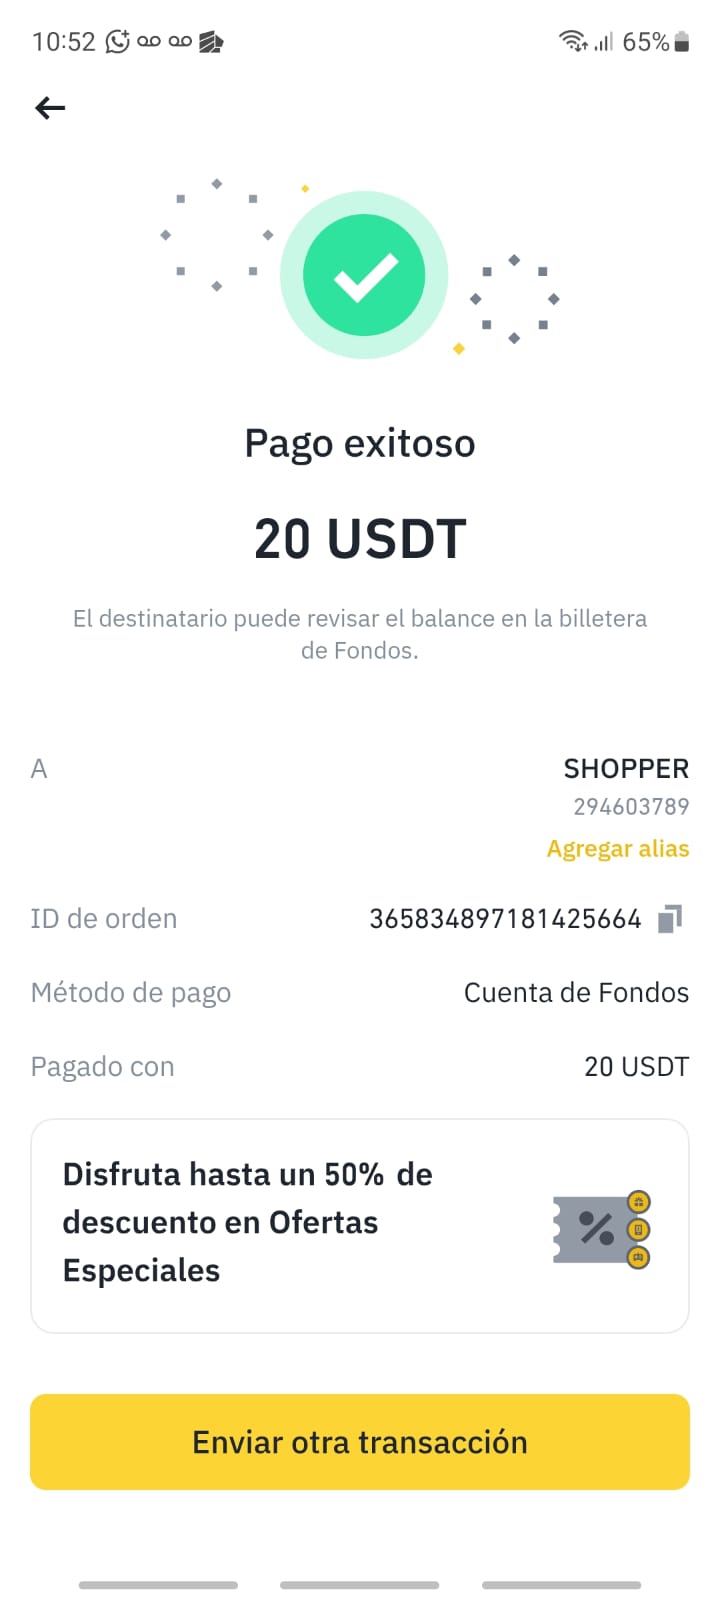 10:52 65%
Pago exitoso
20 USDT
El destinatario puede revisar el balance en la billetera
de Fondos.
A SHOPPER
294603789
Agregar alias
ID de orden 365834897181425664
Método de pago Cuenta de Fondos
Pagado con 20 USDT
Disfruta hasta un 50% de
descuento en Ofertas
Especiales
%
Enviar otra transacción